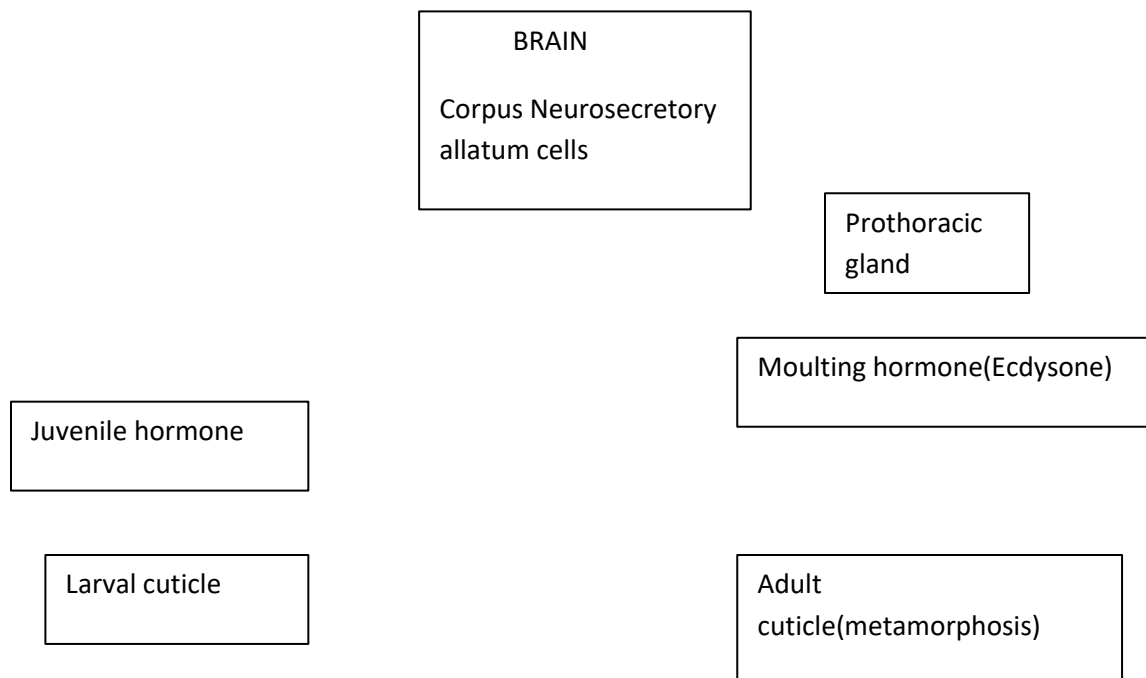 BRAIN
Corpus Neurosecretory
allatum cells
Prothoracic
gland
Moulting hormone(Ecdysone)
Juvenile hormone
Larval cuticle
Adult
cuticle(metamorphosis)